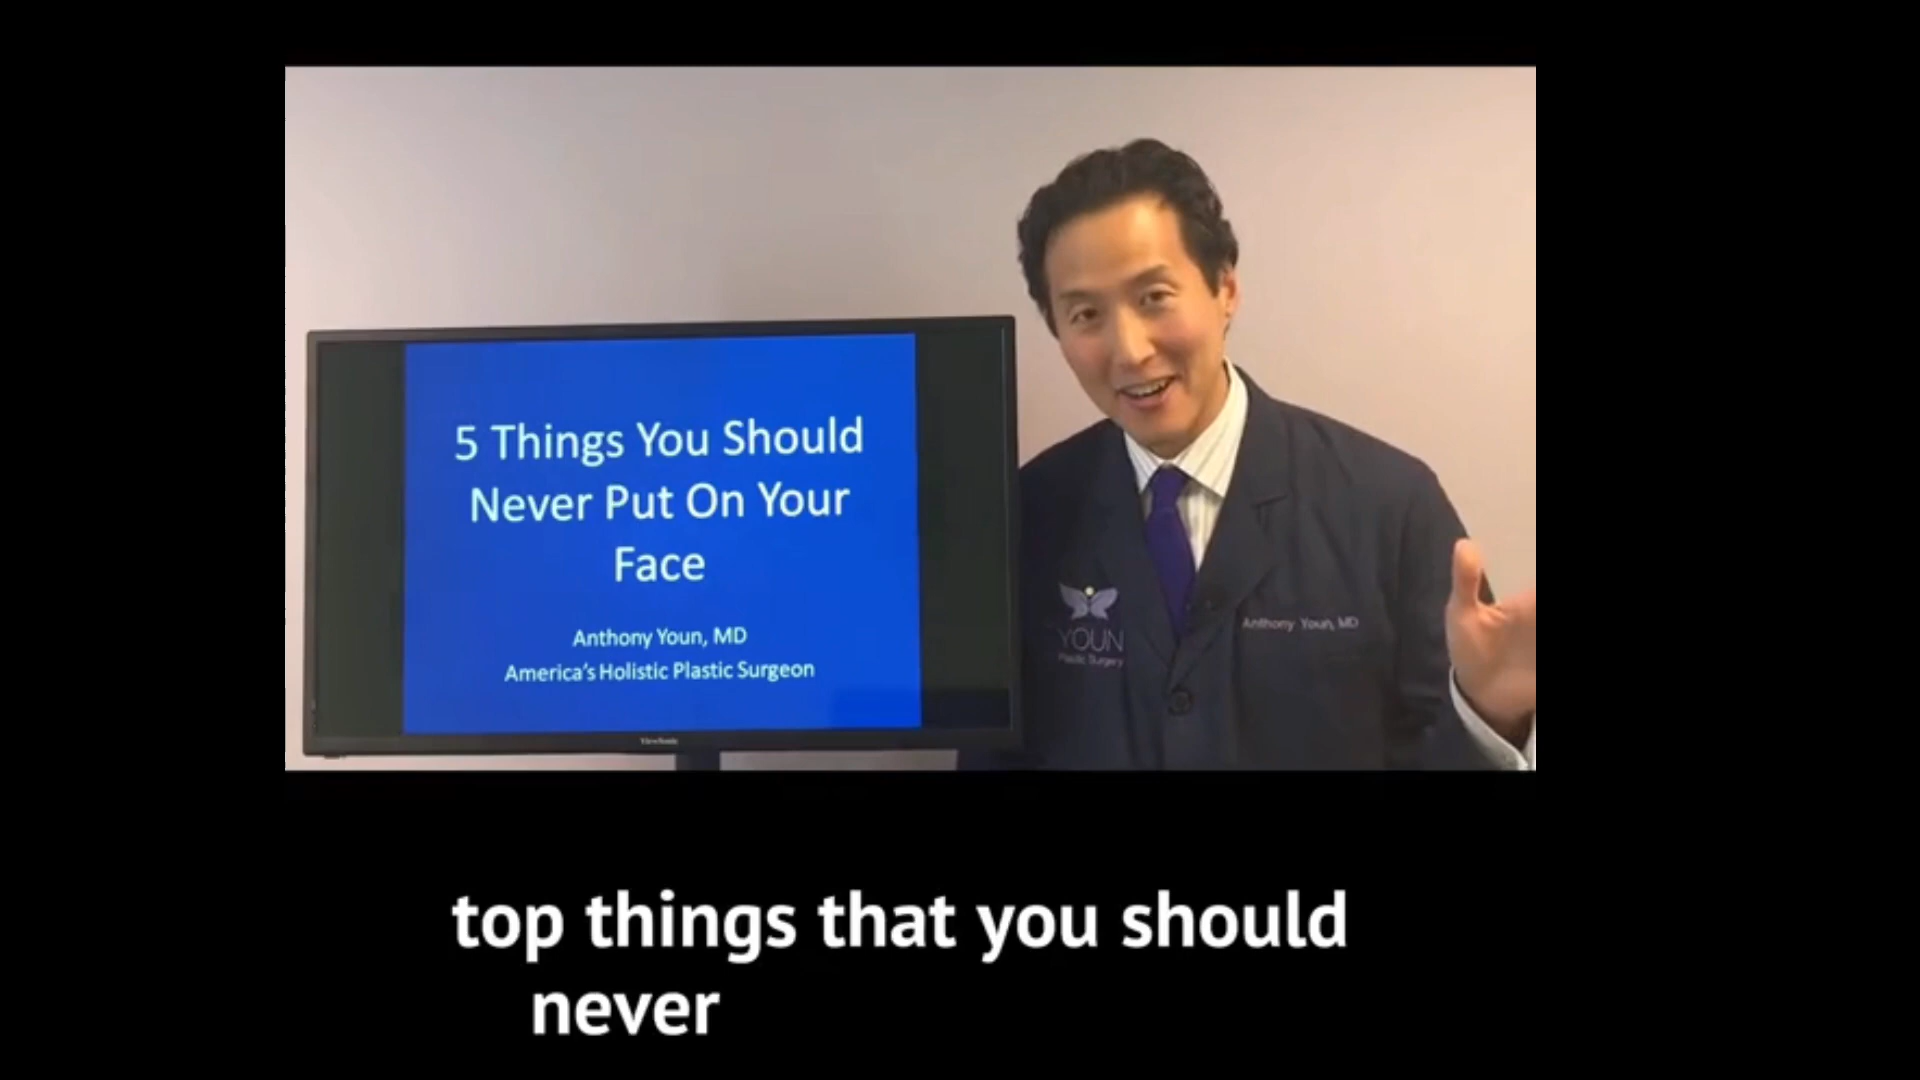 5 Things You Should
Never Put On Your
Face
Anthony Youn, MD
America's Holistic Plastic Surgeon
ViewSonic
YOUN
Plastic Surgery
Anthony Youn, MD
top things that you should
never